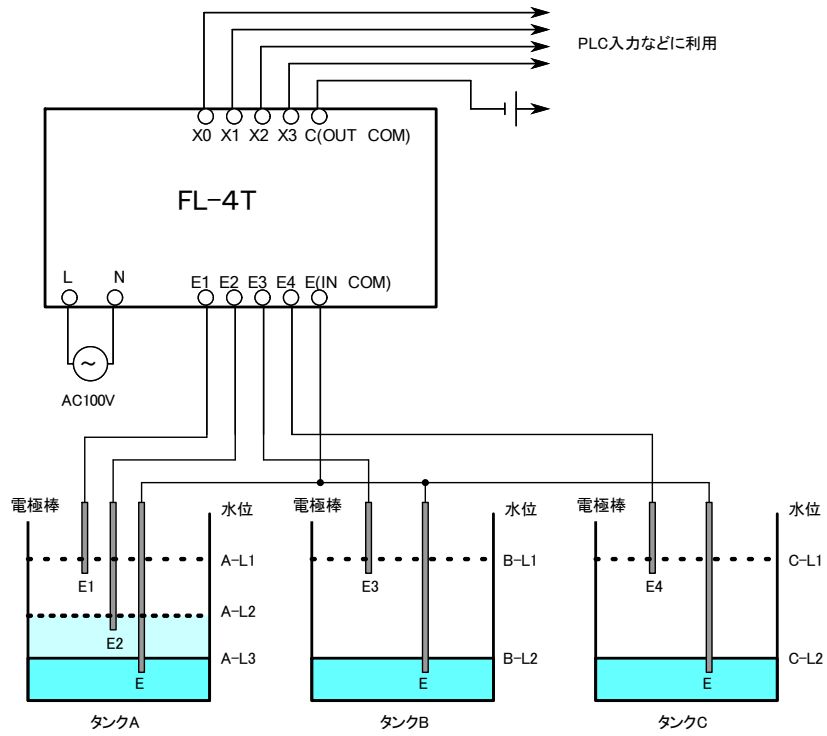 PLC入力などに利用
X0 X1 X2 X3 C(OUT COM)
FL-4T
L N E1 E2 E3 E4 E(IN COM)
~
AC100V
電極棒 水位 電極棒 水位 電極棒 水位
A-L1 B-L1 C-L1
E1 E3 E4
A-L2
E2
A-L3 B-L2 C-L2
E E E
タンクA タンクB タンクC